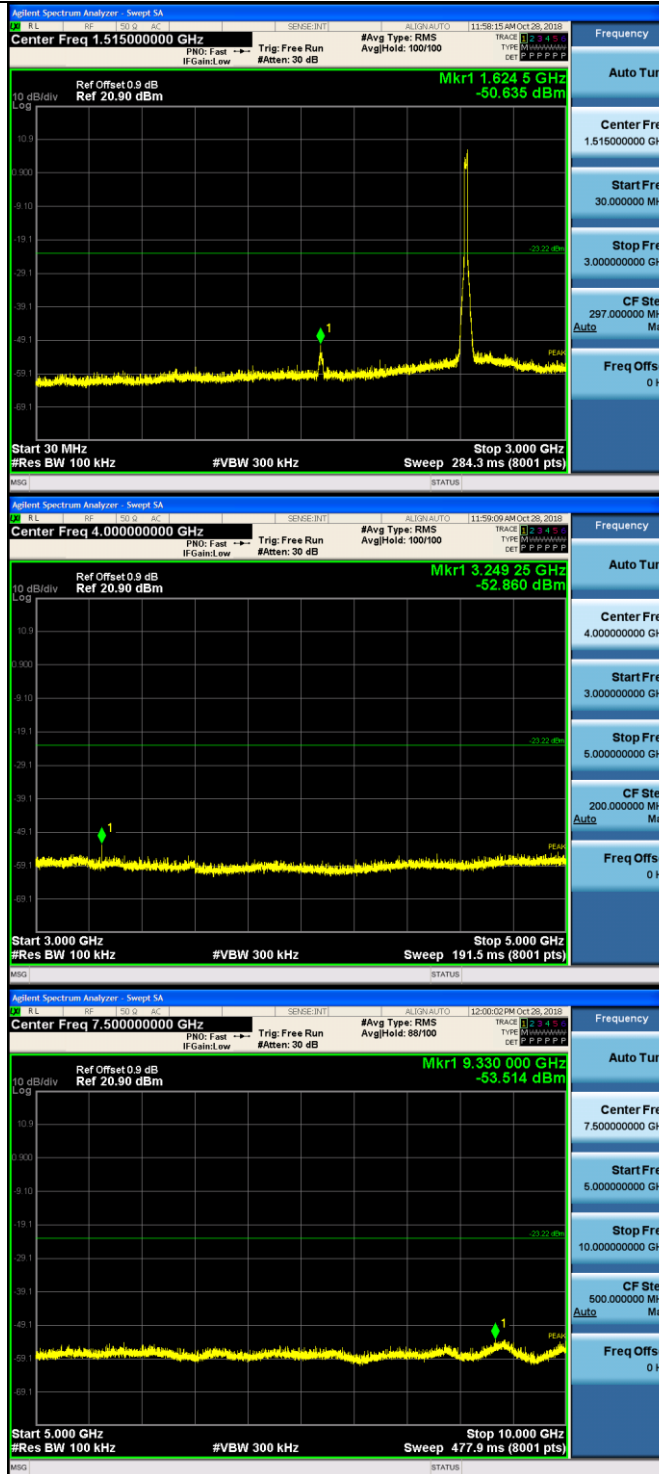 Agilent Spectrum Analyzer - Swept SA
RL RF 50 Ω AC SENSE:INT ALIGN AUTO 11:58:15 AM Oct 28, 2018
Center Freq 1.515000000 GHz
PNO: Fast
IFGain:Low
Trig: Free Run
#Atten: 30 dB
#Avg Type: RMS
Avg|Hold: 100/100
TRACE 1 2 3 4 5 6
TYPE M
DET P P P P P P
Frequency
Mkr1 1.624 5 GHz
-50.635 dBm
Ref Offset 0.9 dB
10 dB/div Ref 20.90 dBm
Log
10.9
0.900
-9.10
-19.1
-23.22 dBm
-29.1
-39.1
-49.1
1
PEAK
-59.1
-69.1
Start 30 MHz Stop 3.000 GHz
#Res BW 100 kHz #VBW 300 kHz Sweep 284.3 ms (8001 pts)
MSG STATUS
Auto Tun
Center Fre
1.515000000 GH
Start Fre
30.000000 MH
Stop Fre
3.000000000 GH
CF Ste
297.000000 MH
Auto Ma
Freq Offs
0 H
Agilent Spectrum Analyzer - Swept SA
RL RF 50 Ω AC SENSE:INT ALIGN AUTO 11:59:09 AM Oct 28, 2018
Center Freq 4.000000000 GHz
PNO: Fast
IFGain:Low
Trig: Free Run
#Atten: 30 dB
#Avg Type: RMS
Avg|Hold: 100/100
TRACE 1 2 3 4 5 6
TYPE M
DET P P P P P P
Frequency
Mkr1 3.249 25 GHz
-52.860 dBm
Ref Offset 0.9 dB
10 dB/div Ref 20.90 dBm
Log
10.9
0.900
-9.10
-19.1
-23.22 dBm
-29.1
-39.1
-49.1
1
PEAK
-59.1
-69.1
Start 3.000 GHz Stop 5.000 GHz
#Res BW 100 kHz #VBW 300 kHz Sweep 191.5 ms (8001 pts)
MSG STATUS
Auto Tun
Center Fre
4.000000000 GH
Start Fre
3.000000000 GH
Stop Fre
5.000000000 GH
CF Ste
200.000000 MH
Auto Ma
Freq Offs
0 H
Agilent Spectrum Analyzer - Swept SA
RL RF 50 Ω AC SENSE:INT ALIGN AUTO 12:00:02 PM Oct 28, 2018
Center Freq 7.500000000 GHz
PNO: Fast
IFGain:Low
Trig: Free Run
#Atten: 30 dB
#Avg Type: RMS
Avg|Hold: 88/100
TRACE 1 2 3 4 5 6
TYPE M
DET P P P P P P
Frequency
Mkr1 9.330 000 GHz
-53.514 dBm
Ref Offset 0.9 dB
10 dB/div Ref 20.90 dBm
Log
10.9
0.900
-9.10
-19.1
-23.22 dBm
-29.1
-39.1
-49.1
1
PEAK
-59.1
-69.1
Start 5.000 GHz Stop 10.000 GHz
#Res BW 100 kHz #VBW 300 kHz Sweep 477.9 ms (8001 pts)
MSG STATUS
Auto Tun
Center Fre
7.500000000 GH
Start Fre
5.000000000 GH
Stop Fre
10.000000000 GH
CF Ste
500.000000 MH
Auto Ma
Freq Offs
0 H